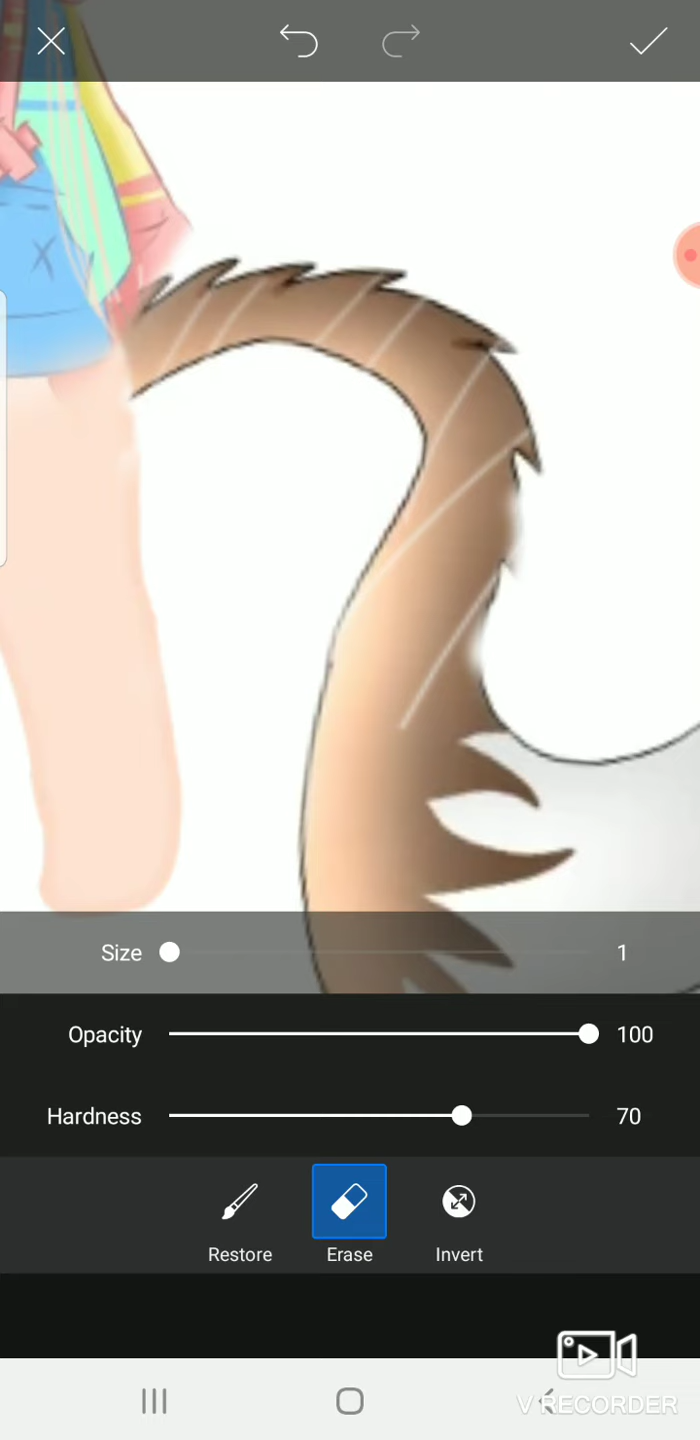 Size 1
Opacity 100
Hardness 70
Restore Erase Invert
V RECORDER